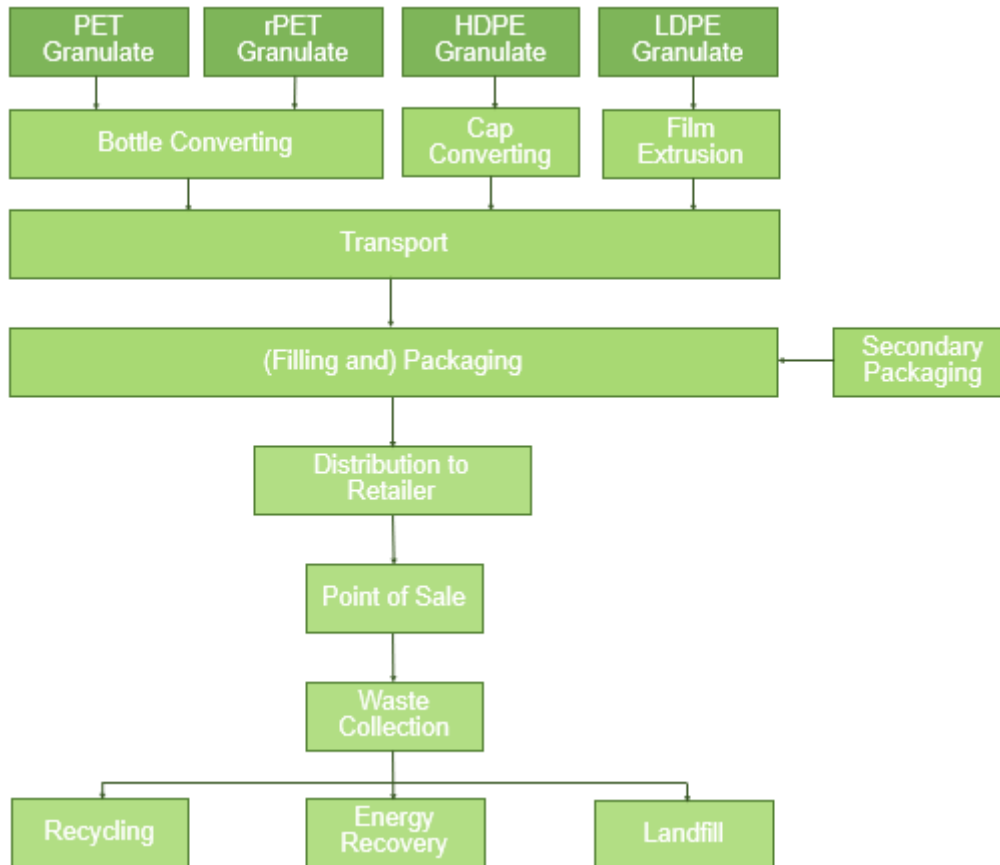 PET
Granulate
rPET
Granulate
HDPE
Granulate
LDPE
Granulate
Bottle Converting
Cap
Converting
Film
Extrusion
Transport
(Filling and) Packaging
Secondary
Packaging
Distribution to
Retailer
Point of Sale
Waste
Collection
Recycling
Energy
Recovery
Landfill